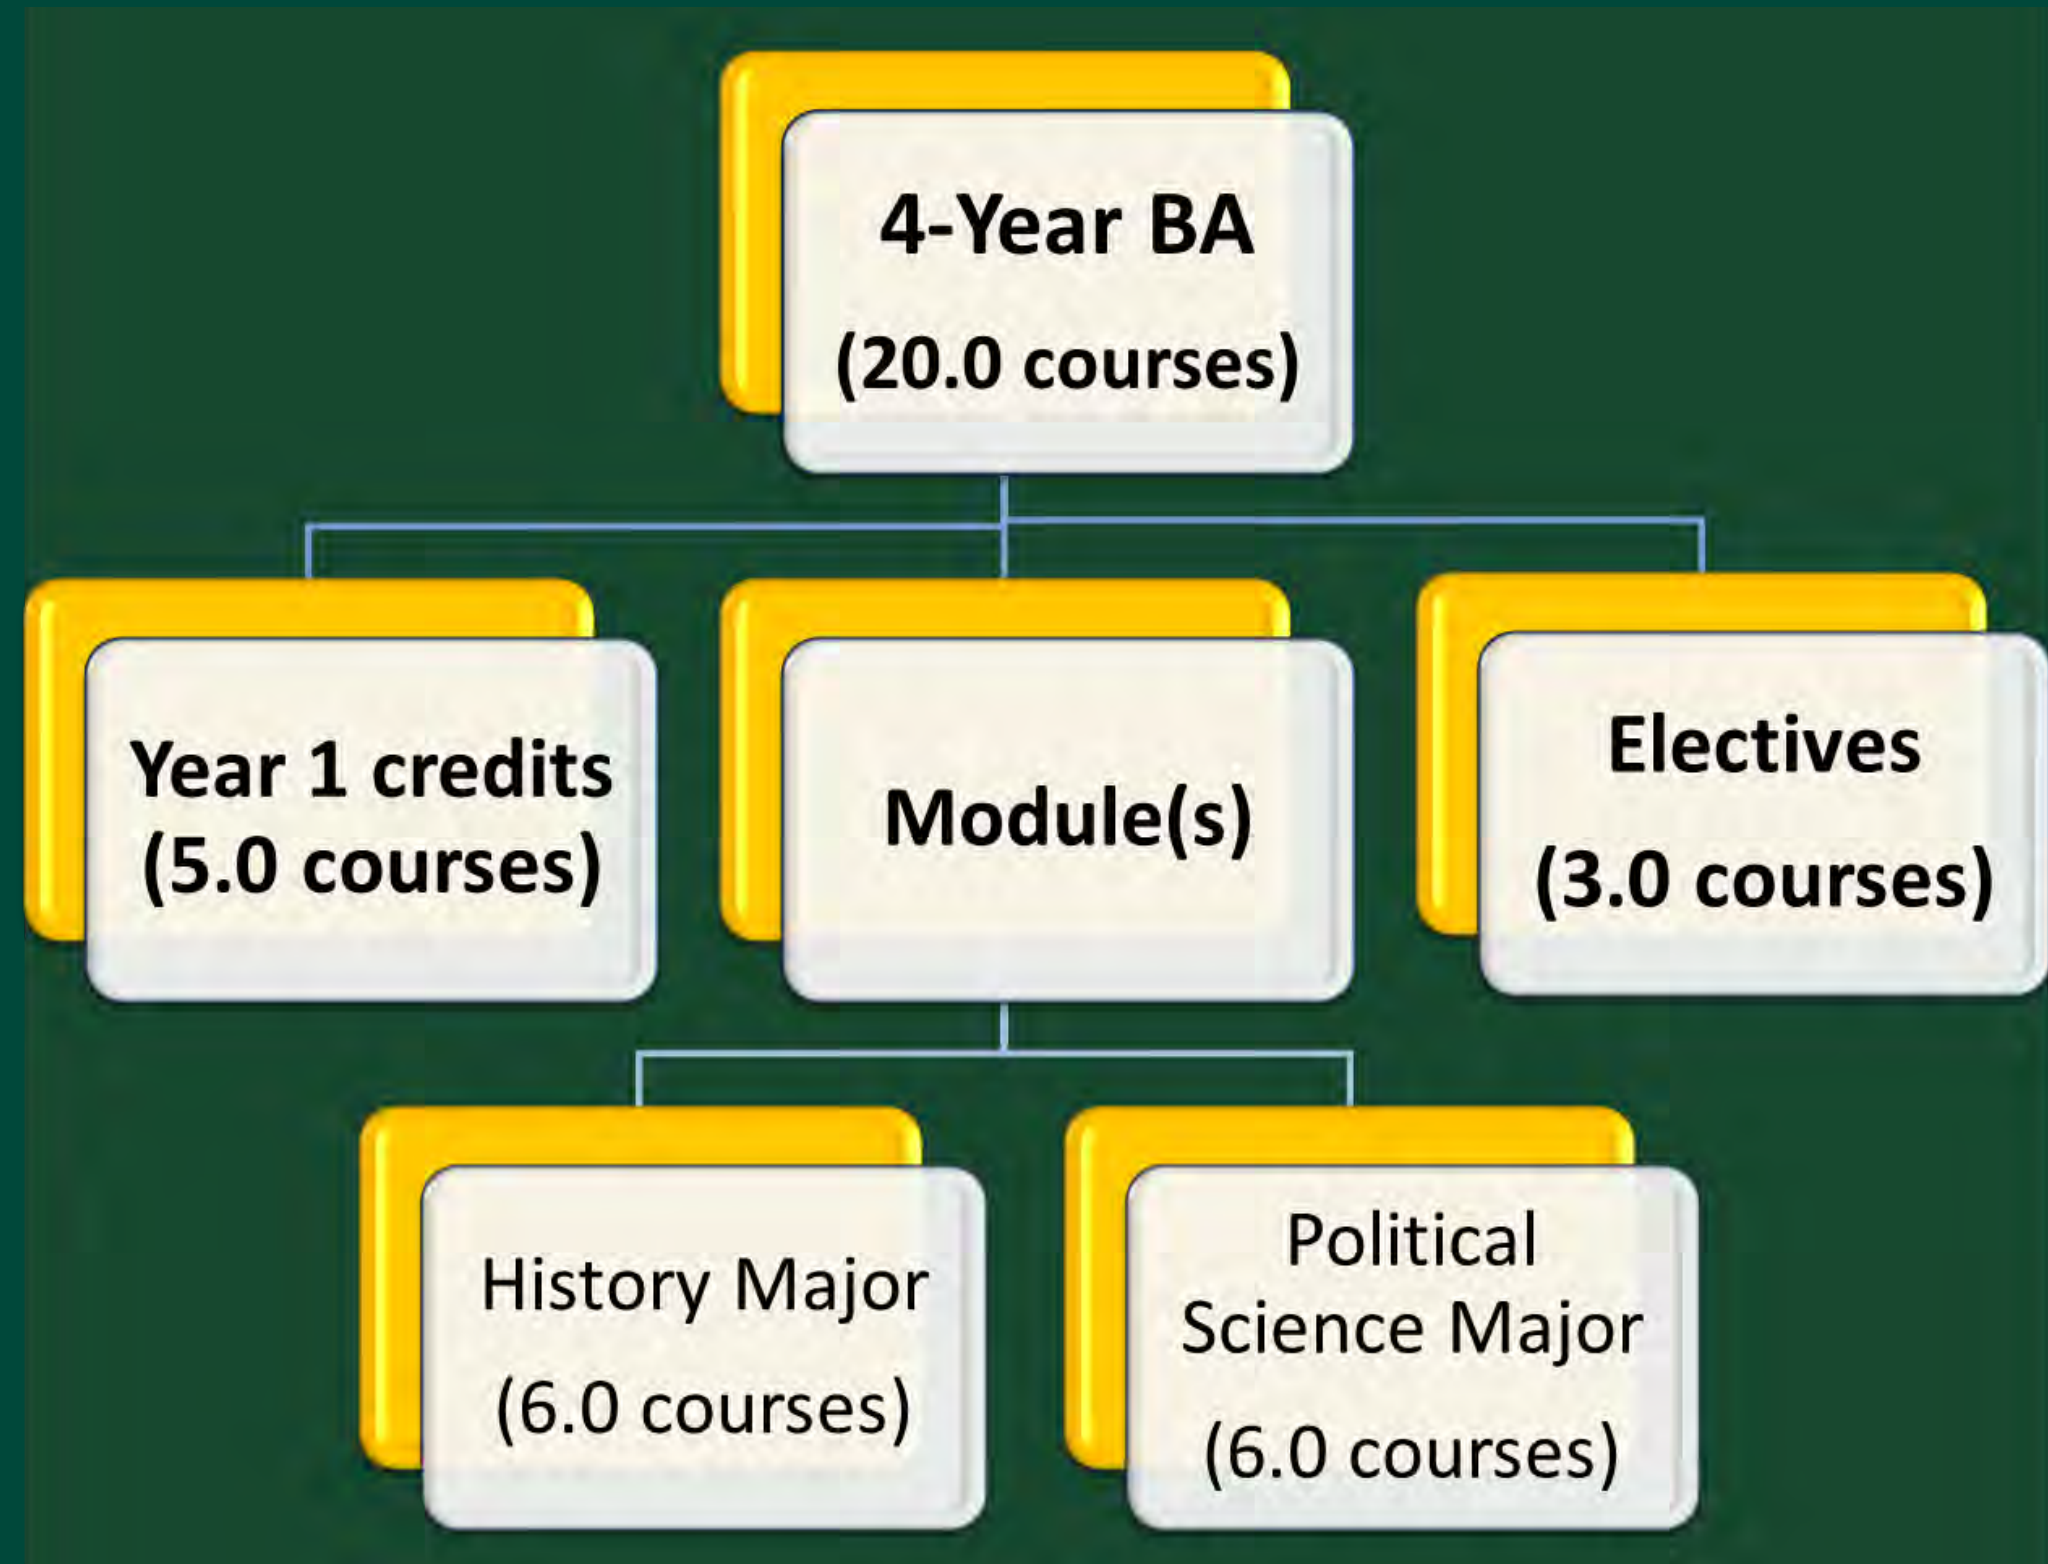 4-Year BA
(20.0 courses)
Year 1 credits
(5.0 courses)
Module(s)
Electives
(3.0 courses)
History Major
(6.0 courses)
Political
Science Major
(6.0 courses)